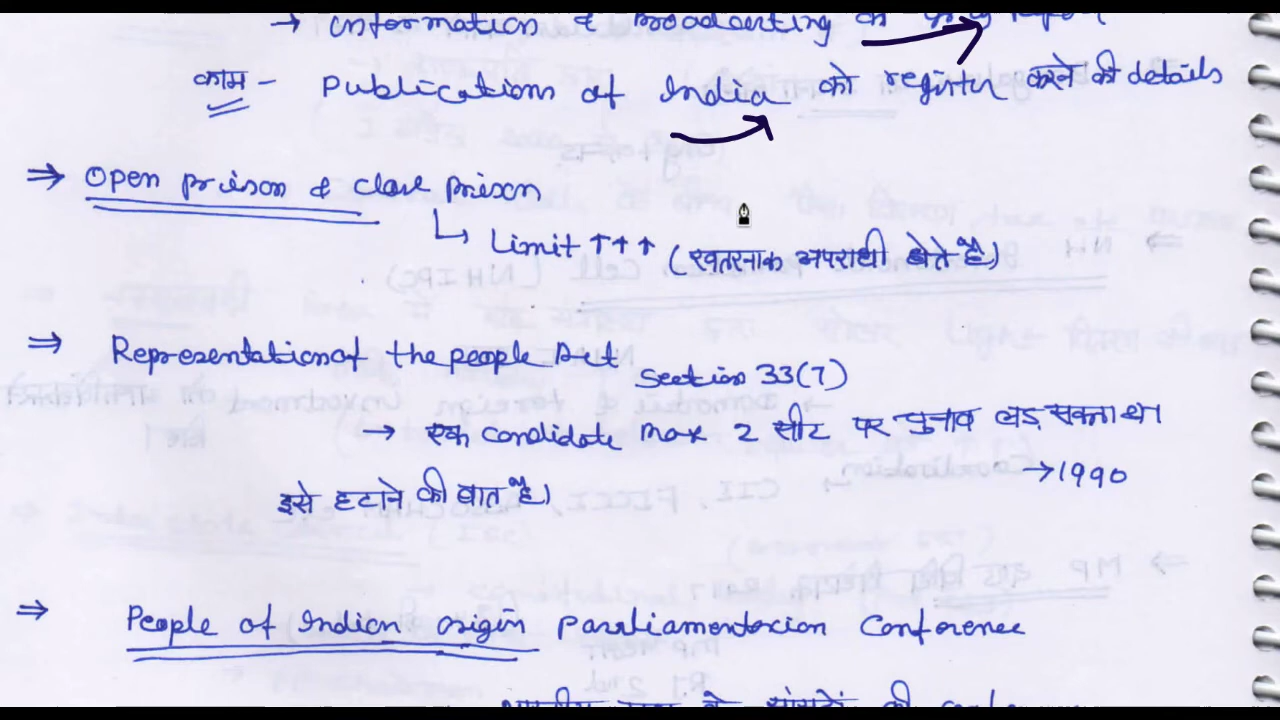 → Information & Broadcasting की
काम - Publications of India को register करने की details
⇒ Open prison & close prison
Limit ↑↑↑ (खतरनाक अपराधी होते है।)
⇒ Representation of the people Act Section 33(7)
→ एक candidate max 2 सीट पर चुनाव लड़ सकता था।
→ 1990
इसे हटाने की बात है।
⇒ People of Indian origin Parliamentarian Conference
की